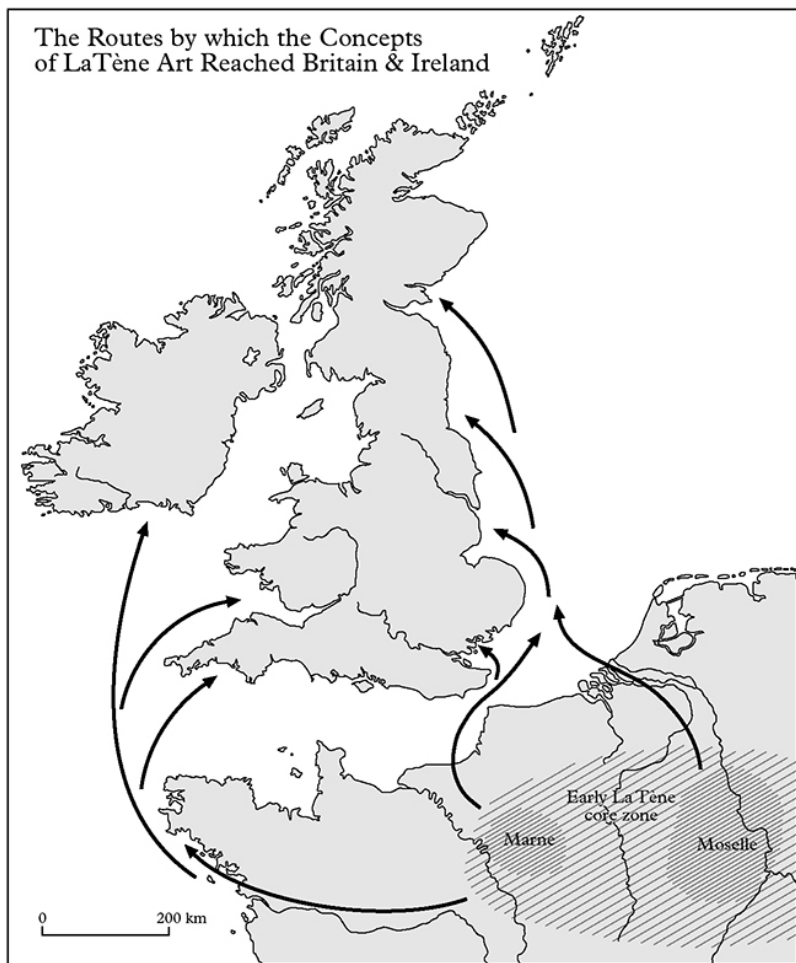 The Routes by which the Concepts
of LaTène Art Reached Britain & Ireland
Early La Tène
core zone
Marne
Moselle
0 200 km